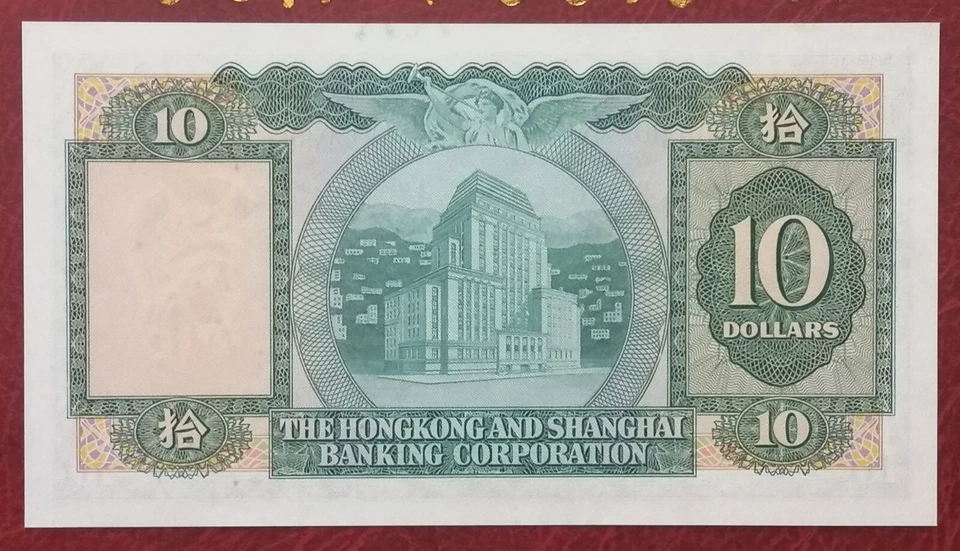 10
拾
10
DOLLARS
拾
10
THE HONGKONG AND SHANGHAI
BANKING CORPORATION